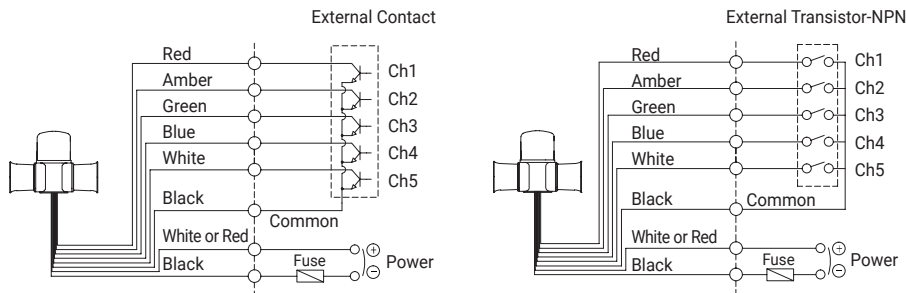 External Contact
Red
Amber
Green
Blue
White
Black
White or Red
Black
Ch1
Ch2
Ch3
Ch4
Ch5
Common
Fuse
+
−
Power
External Transistor-NPN
Red
Amber
Green
Blue
White
Black
White or Red
Black
Ch1
Ch2
Ch3
Ch4
Ch5
Common
Fuse
+
−
Power